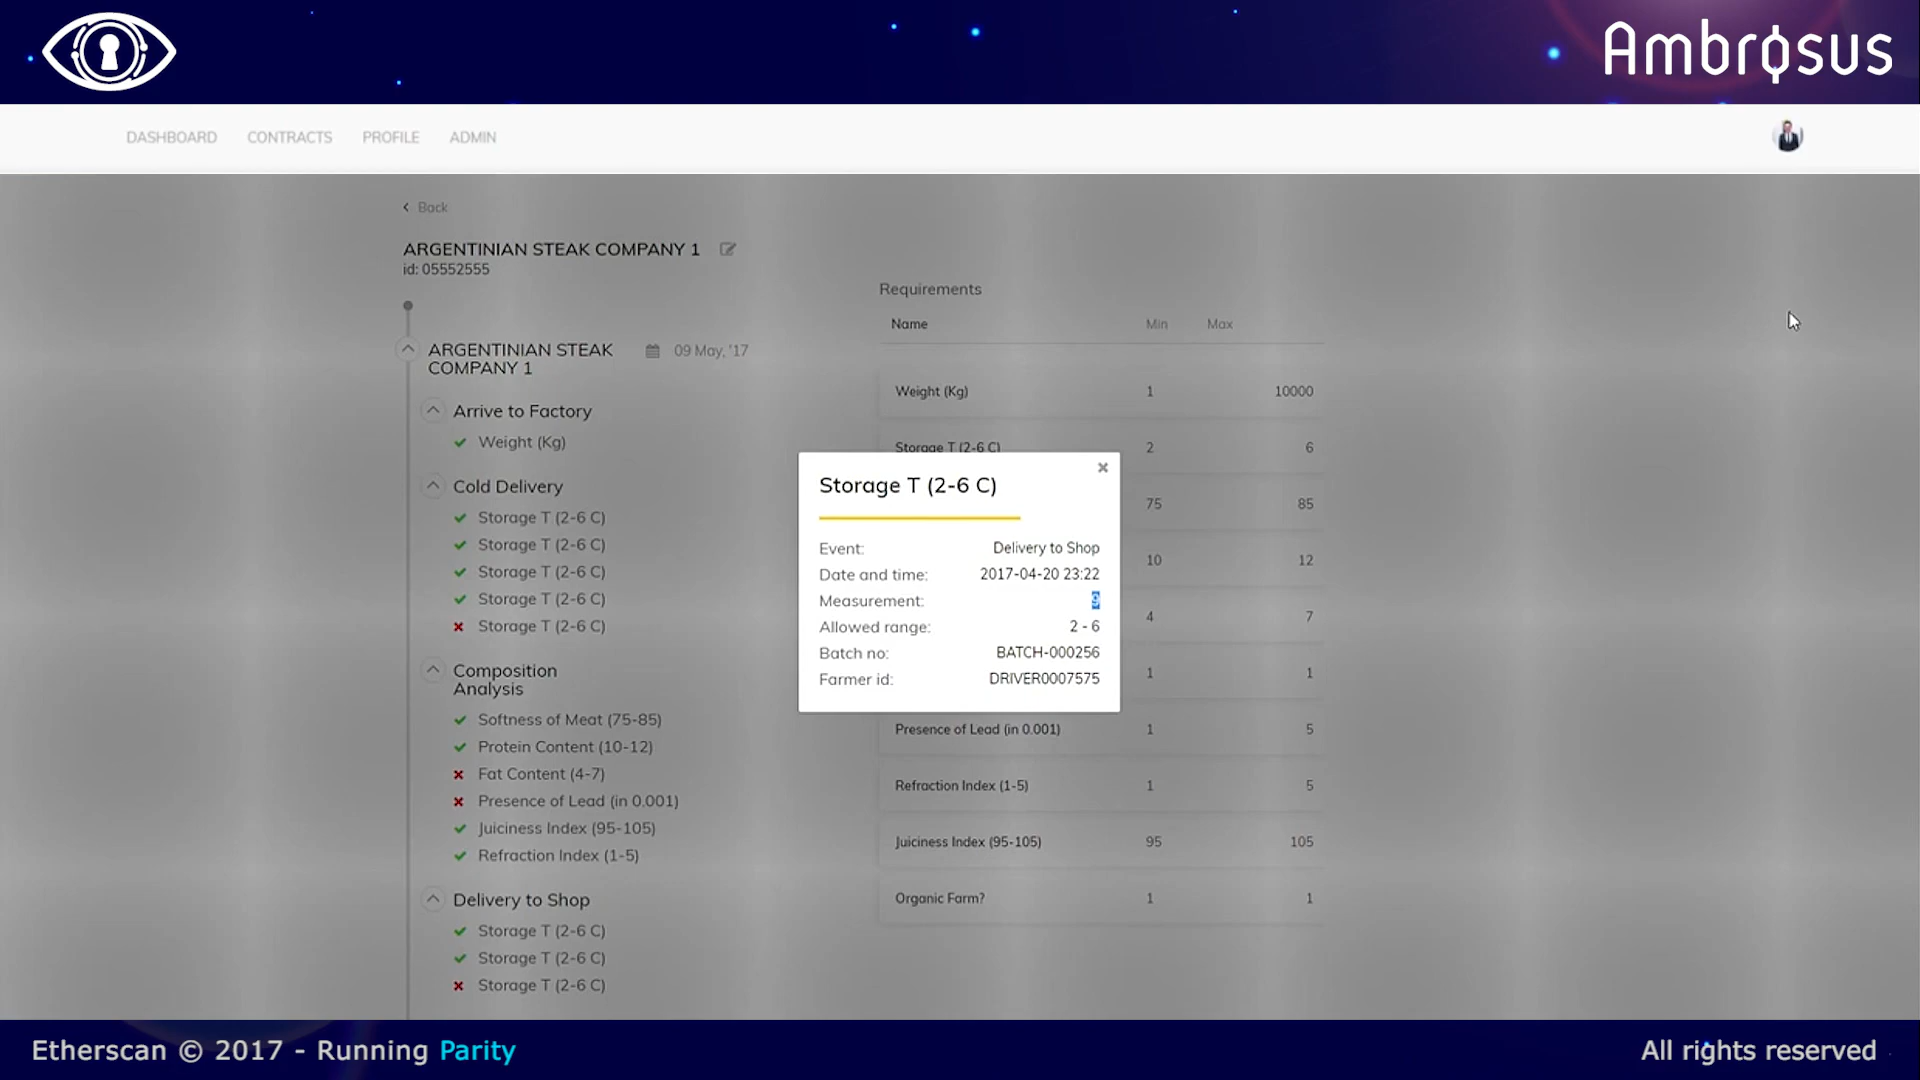 Ambrosus
DASHBOARD CONTRACTS PROFILE ADMIN
Back
ARGENTINIAN STEAK COMPANY 1
id: 05552555
ARGENTINIAN STEAK
COMPANY 1
09 May, '17
Arrive to Factory
Weight (Kg)
Cold Delivery
Storage T (2-6 C)
Storage T (2-6 C)
Storage T (2-6 C)
Storage T (2-6 C)
Storage T (2-6 C)
Composition
Analysis
Softness of Meat (75-85)
Protein Content (10-12)
Fat Content (4-7)
Presence of Lead (in 0.001)
Juiciness Index (95-105)
Refraction Index (1-5)
Delivery to Shop
Storage T (2-6 C)
Storage T (2-6 C)
Storage T (2-6 C)
Requirements
Name Min Max
Weight (Kg) 1 10000
Storage T (2-6 C) 2 6
75 85
10 12
4 7
1 1
Presence of Lead (in 0.001) 1 5
Refraction Index (1-5) 1 5
Juiciness Index (95-105) 95 105
Organic Farm? 1 1
Storage T (2-6 C)
Event: Delivery to Shop
Date and time: 2017-04-20 23:22
Measurement: 9
Allowed range: 2 - 6
Batch no: BATCH-000256
Farmer id: DRIVER0007575
Etherscan © 2017 - Running Parity
All rights reserved